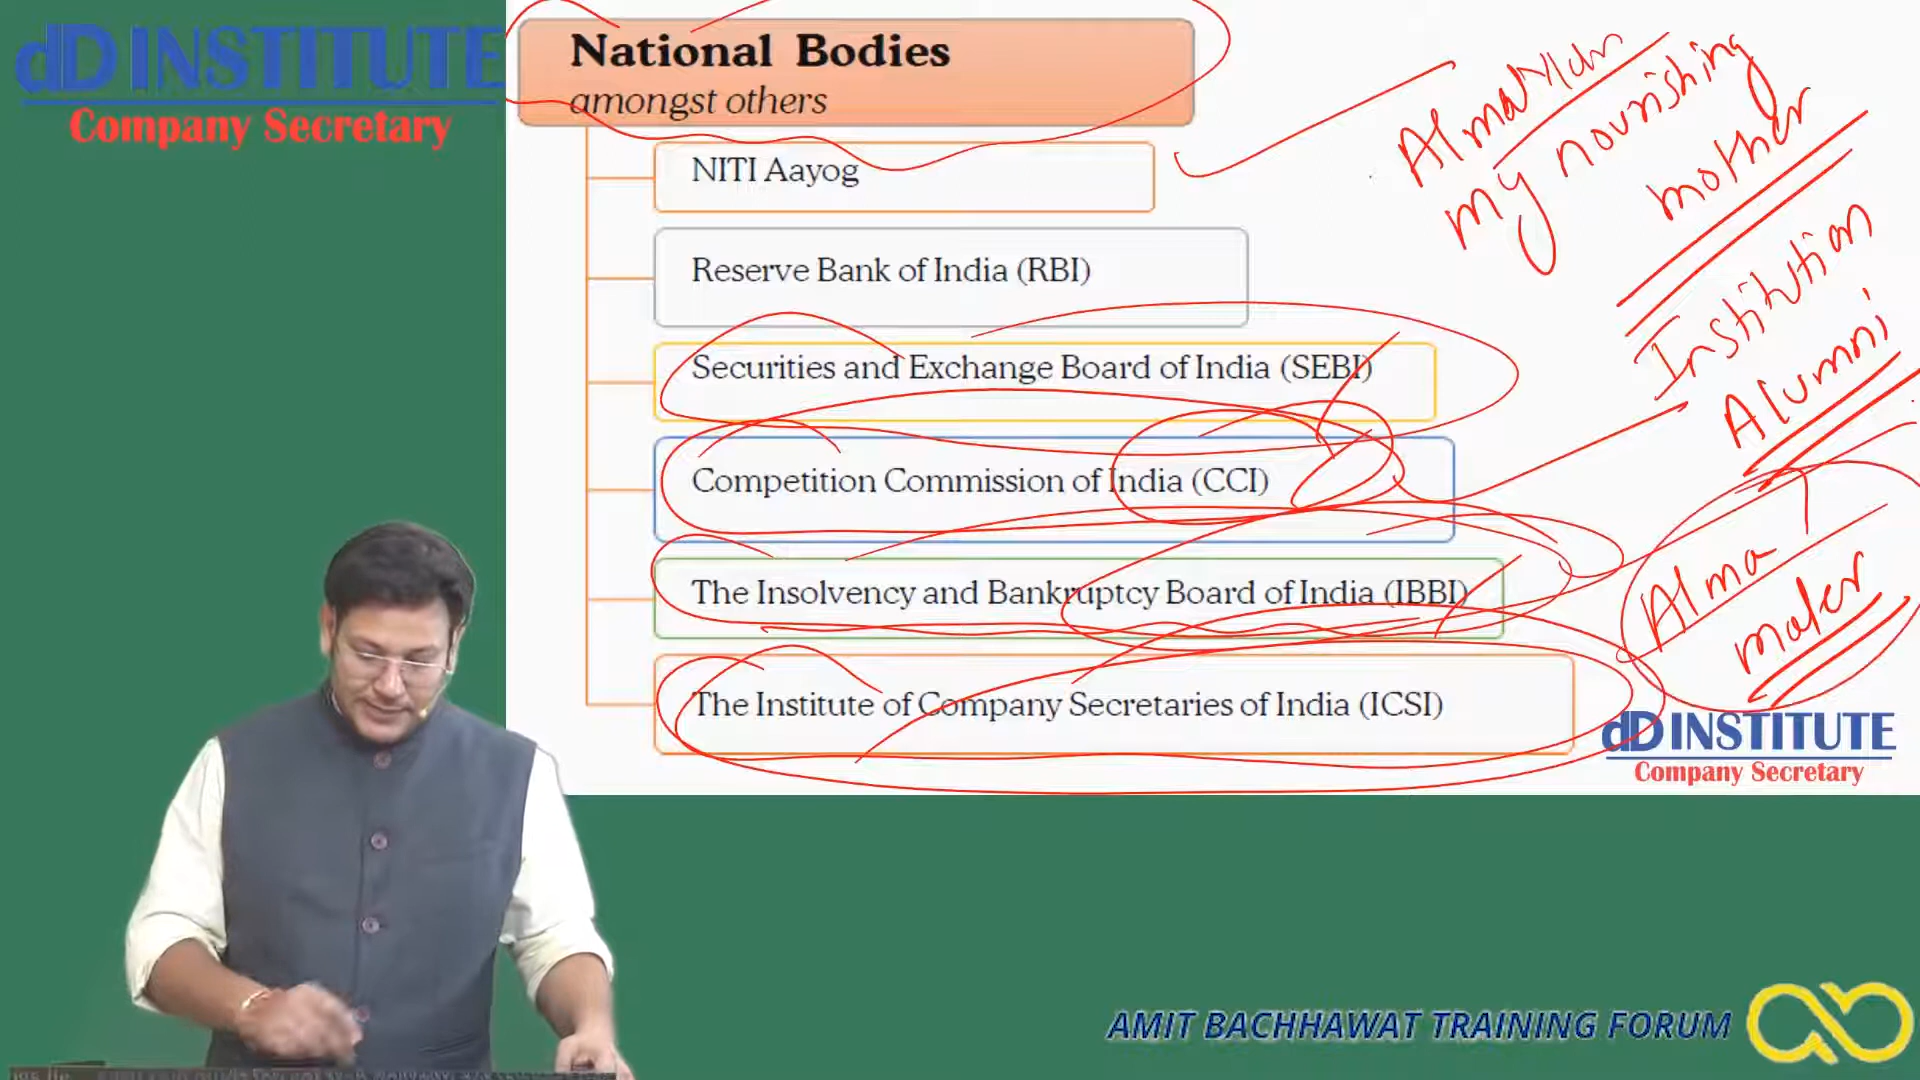 dD INSTITUTE
Company Secretary
National Bodies
amongst others
NITI Aayog
Reserve Bank of India (RBI)
Securities and Exchange Board of India (SEBI)
Competition Commission of India (CCI)
The Insolvency and Bankruptcy Board of India (IBBI)
The Institute of Company Secretaries of India (ICSI)
my nourishing
mother
Institution
Alumni
Alma
mater
dD INSTITUTE
Company Secretary
AMIT BACHHAWAT TRAINING FORUM